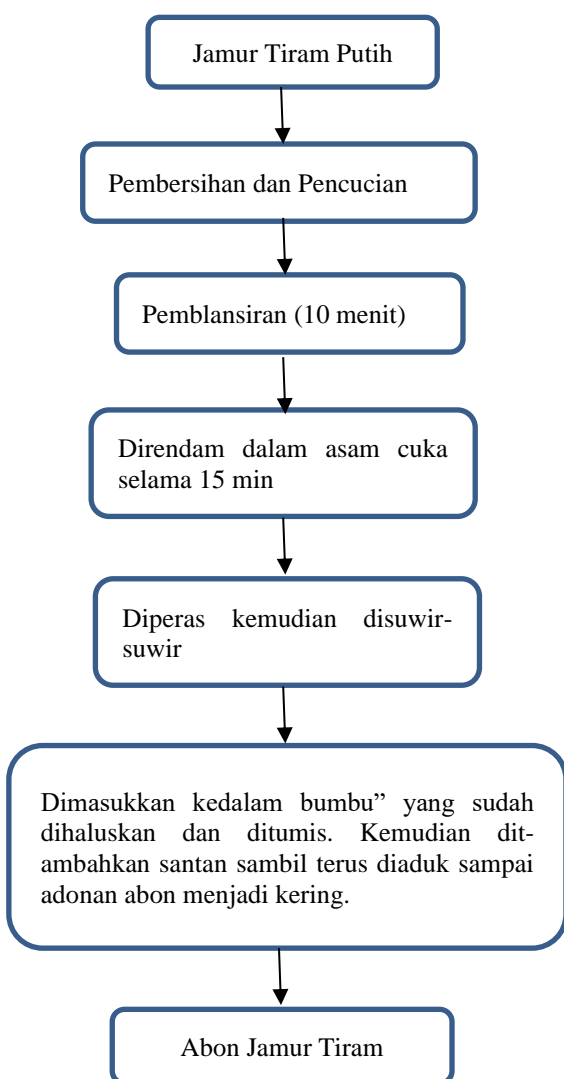 Jamur Tiram Putih
Pembersihan dan Pencucian
Pemblansiran (10 menit)
Direndam dalam asam cuka
selama 15 min
Diperas kemudian disuwir-
suwir
Dimasukkan kedalam bumbu” yang sudah
dihaluskan dan ditumis. Kemudian dit-
ambahkan santan sambil terus diaduk sampai
adonan abon menjadi kering.
Abon Jamur Tiram